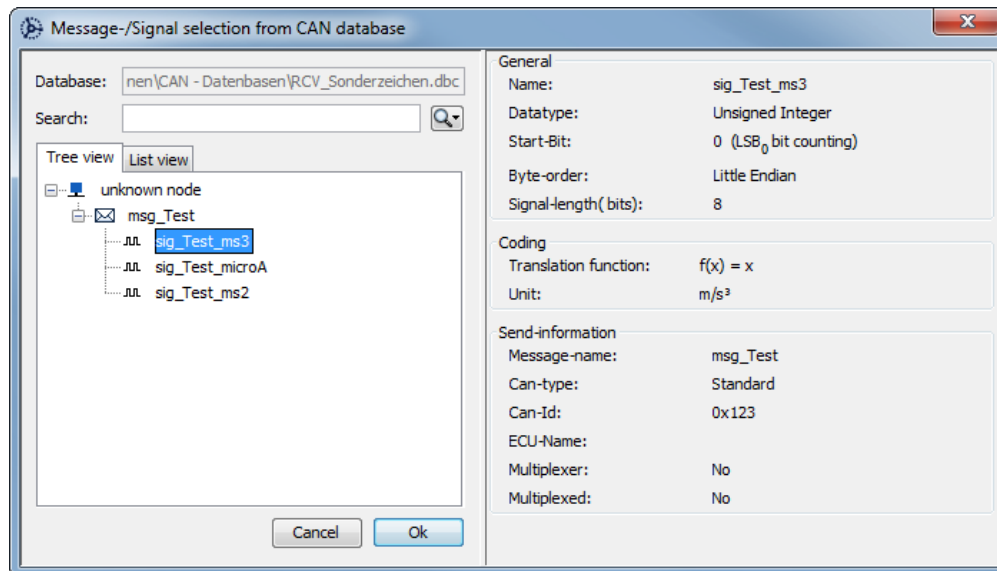 Message-/Signal selection from CAN database
Database: nen\CAN - Datenbasen\RCV_Sonderzeichen.dbc
Search:
Tree view List view
unknown node
msg_Test
sig_Test_ms3
sig_Test_microA
sig_Test_ms2
Cancel Ok
General
Name: sig_Test_ms3
Datatype: Unsigned Integer
Start-Bit: 0 (LSB₀ bit counting)
Byte-order: Little Endian
Signal-length( bits): 8
Coding
Translation function: f(x) = x
Unit: m/s³
Send-information
Message-name: msg_Test
Can-type: Standard
Can-Id: 0x123
ECU-Name:
Multiplexer: No
Multiplexed: No